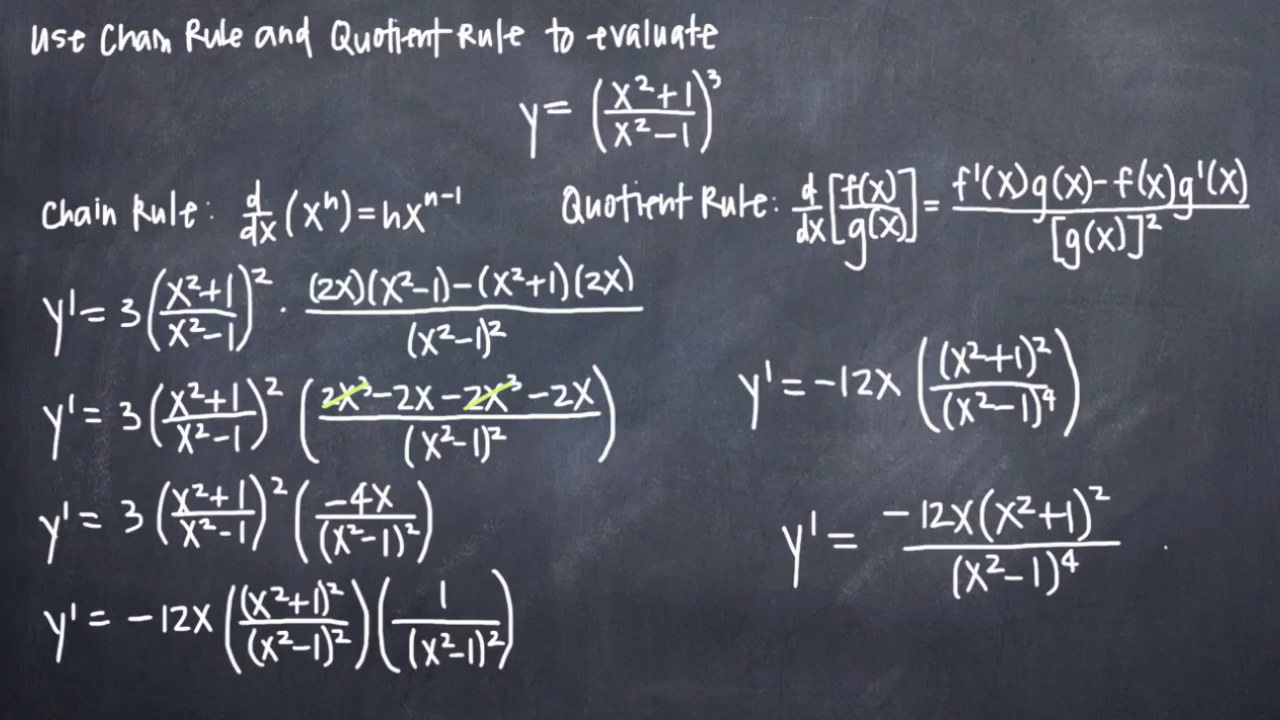 Use Chain Rule and Quotient Rule to evaluate
y = ((x²+1)/(x²-1))³
Chain Rule: d/dx (xⁿ) = nxⁿ⁻¹
Quotient Rule: d/dx [f(x)/g(x)] = (f'(x)g(x) - f(x)g'(x))/[g(x)]²
y' = 3((x²+1)/(x²-1))² · ((2x)(x²-1) - (x²+1)(2x))/(x²-1)²
y' = 3((x²+1)/(x²-1))² ((2x³-2x-2x³-2x)/(x²-1)²)
y' = 3((x²+1)/(x²-1))² (-4x/(x²-1)²)
y' = -12x((x²+1)²/(x²-1)²)(1/(x²-1)²)
y' = -12x((x²+1)²/(x²-1)⁴)
y' = -12x(x²+1)²/(x²-1)⁴